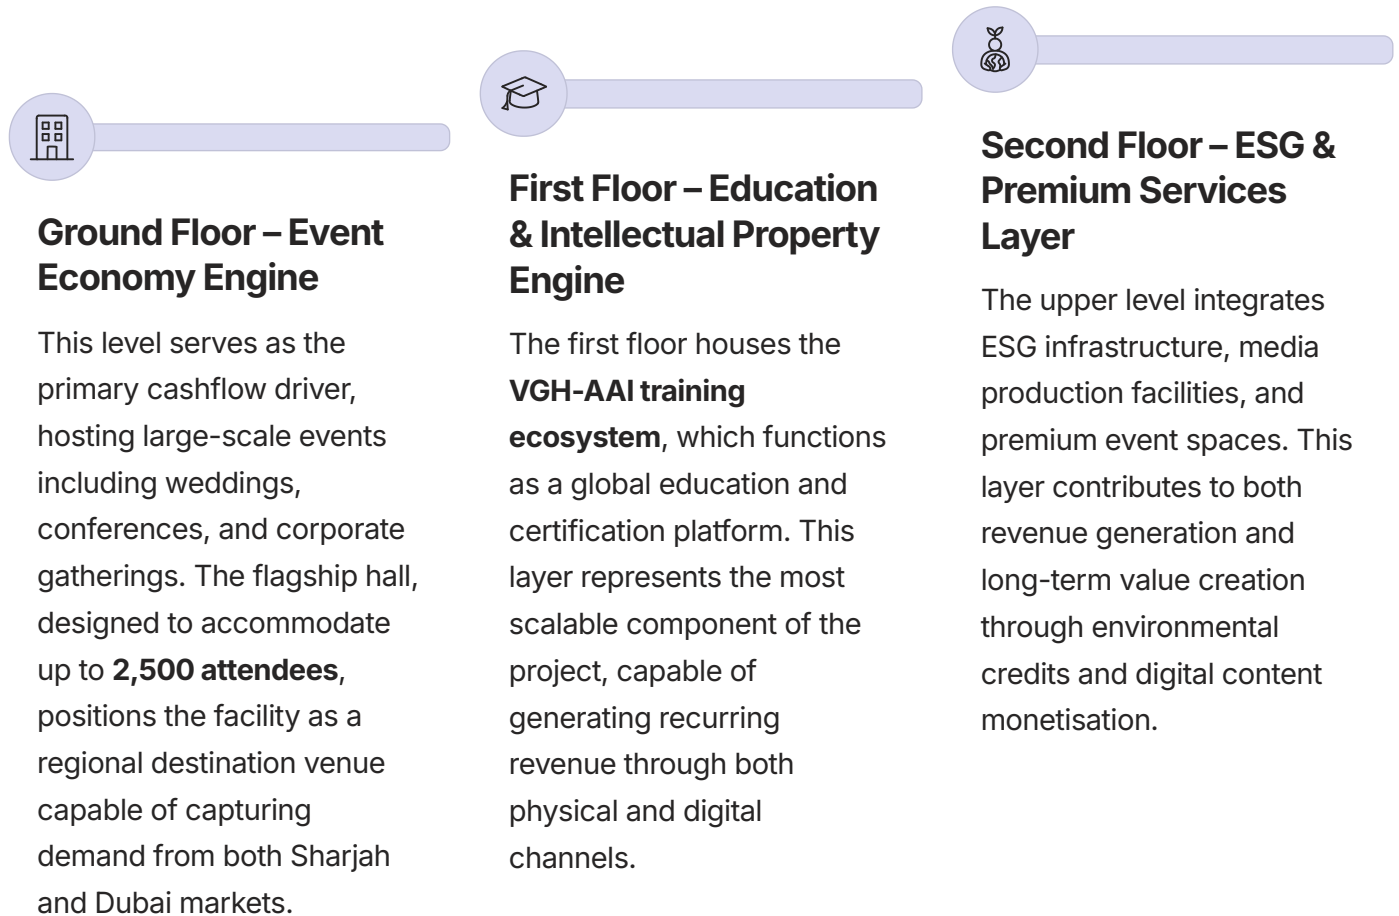 Ground Floor – Event
Economy Engine
This level serves as the
primary cashflow driver,
hosting large-scale events
including weddings,
conferences, and corporate
gatherings. The flagship hall,
designed to accommodate
up to 2,500 attendees,
positions the facility as a
regional destination venue
capable of capturing
demand from both Sharjah
and Dubai markets.
First Floor – Education
& Intellectual Property
Engine
The first floor houses the
VGH-AAI training
ecosystem, which functions
as a global education and
certification platform. This
layer represents the most
scalable component of the
project, capable of
generating recurring
revenue through both
physical and digital
channels.
Second Floor – ESG &
Premium Services
Layer
The upper level integrates
ESG infrastructure, media
production facilities, and
premium event spaces. This
layer contributes to both
revenue generation and
long-term value creation
through environmental
credits and digital content
monetisation.